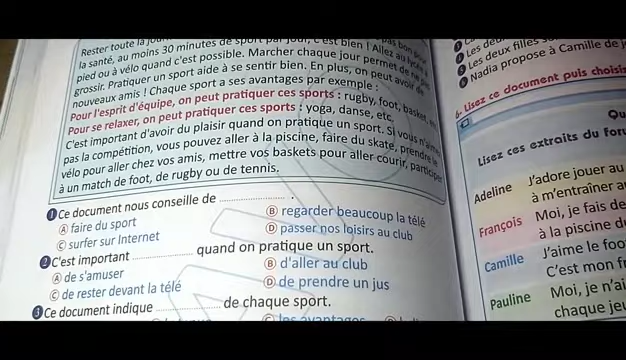 Rester toute la
la santé, au moins 30 minutes de sport par jour, c'est bien ! Allez au lycée à
pied ou à vélo quand c'est possible. Marcher chaque jour permet de ne pas
grossir. Pratiquer un sport aide à se sentir bien. En plus, on peut avoir de
nouveaux amis ! Chaque sport a ses avantages par exemple :
Pour l'esprit d'équipe, on peut pratiquer ces sports : rugby, foot, basket,
Pour se relaxer, on peut pratiquer ces sports : yoga, danse, etc.
C'est important d'avoir du plaisir quand on pratique un sport. Si vous n'aimez
pas la compétition, vous pouvez aller à la piscine, faire du skate, prendre le
vélo pour aller chez vos amis, mettre vos baskets pour aller courir, participer
à un match de foot, de rugby ou de tennis.
1 Ce document nous conseille de .................... .
A faire du sport
B regarder beaucoup la télé
C surfer sur Internet
D passer nos loisirs au club
2 C'est important .................... quand on pratique un sport.
A de s'amuser
B d'aller au club
C de rester devant la télé
D de prendre un jus
3 Ce document indique .................... de chaque sport.
C les avantages
Les deux
Les deux filles
Nadia propose à Camille de
6- Lisez ce document puis choisis
Lisez ces extraits du
Adeline J'adore jouer au
à m'entraîner
François Moi, je fais de
à la piscine
Camille J'aime le
C'est mon
Pauline Moi, je
chaque